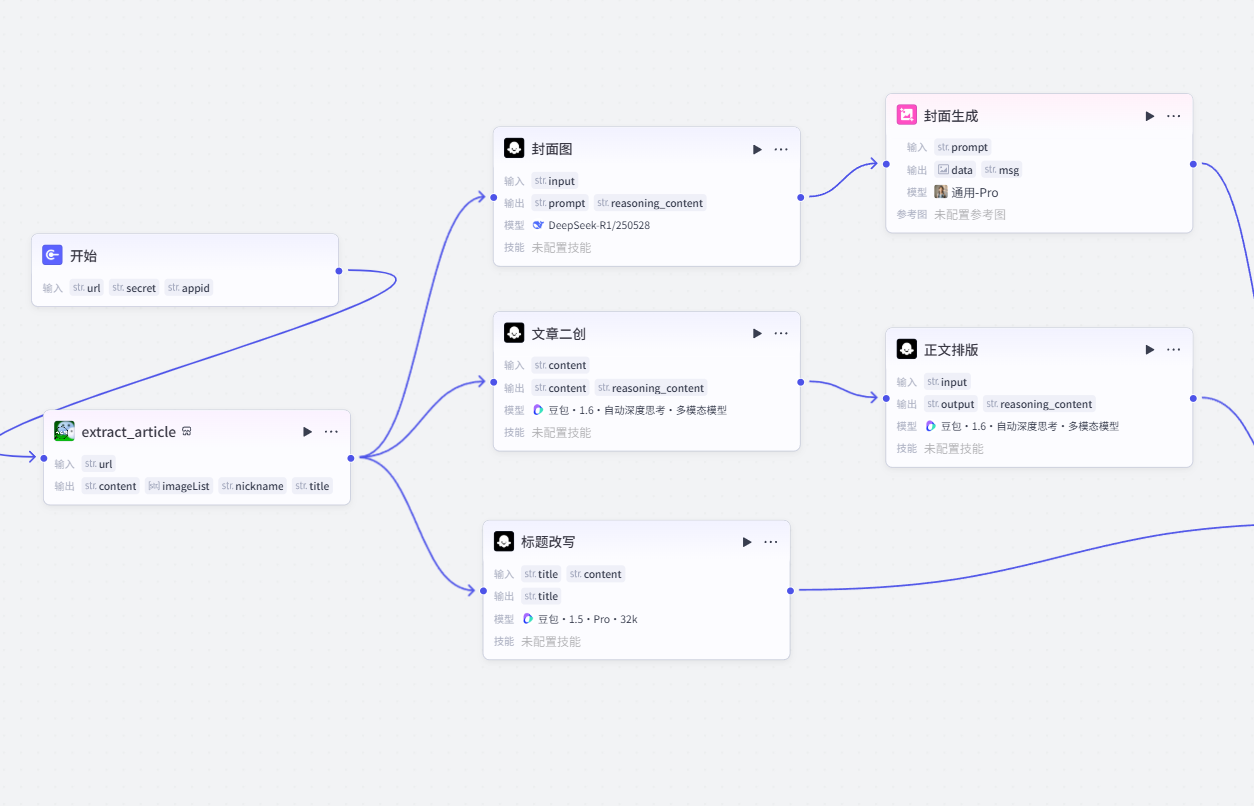 开始
输入 str. url str. secret str. appid
extract_article
输入 str. url
输出 str. content imageList str. nickname str. title
封面图
输入 str. input
输出 str. prompt str. reasoning_content
模型 DeepSeek-R1/250528
技能 未配置技能
文章二创
输入 str. content
输出 str. content str. reasoning_content
模型 豆包·1.6·自动深度思考·多模态模型
技能 未配置技能
标题改写
输入 str. title str. content
输出 str. title
模型 豆包·1.5·Pro·32k
技能 未配置技能
封面生成
输入 str. prompt
输出 data str. msg
模型 通用-Pro
参考图 未配置参考图
正文排版
输入 str. input
输出 str. output str. reasoning_content
模型 豆包·1.6·自动深度思考·多模态模型
技能 未配置技能